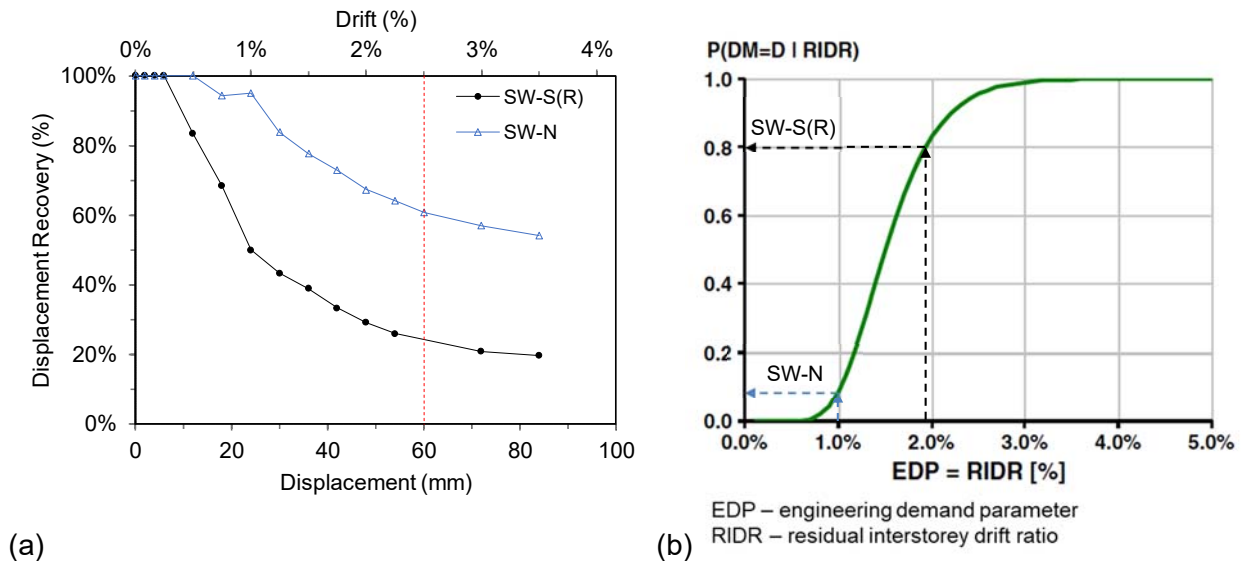 Drift (%)
0% 1% 2% 3% 4%
100%
80%
60%
40%
20%
0%
Displacement Recovery (%)
SW-S(R)
SW-N
0 20 40 60 80 100
Displacement (mm)
(a)
P(DM=D | RIDR)
1.0
0.8
0.6
0.4
0.2
0.0
SW-S(R)
SW-N
0.0% 1.0% 2.0% 3.0% 4.0% 5.0%
EDP = RIDR [%]
EDP – engineering demand parameter
RIDR – residual interstorey drift ratio
(b)